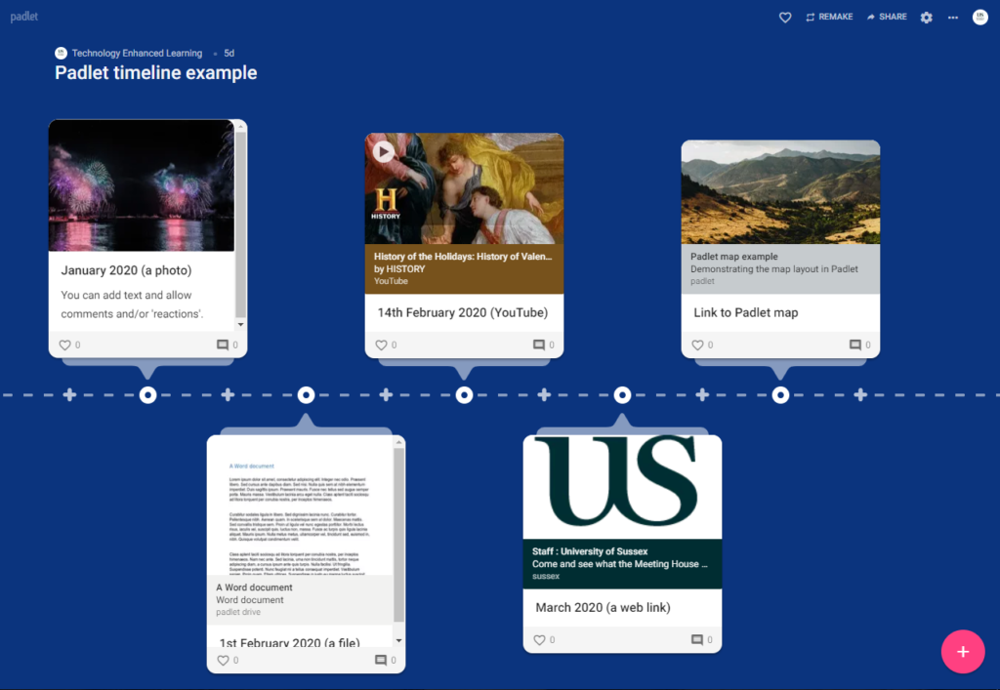 padlet
REMAKE
SHARE
US
US
Technology Enhanced Learning • 5d
Padlet timeline example
January 2020 (a photo)
You can add text and allow
comments and/or 'reactions'.
0
0
H
HISTORY
History of the Holidays: History of Valen...
by HISTORY
YouTube
14th February 2020 (YouTube)
0
0
Padlet map example
Demonstrating the map layout in Padlet
padlet
Link to Padlet map
0
0
A Word document
A Word document
Word document
padlet drive
1st February 2020 (a file)
0
0
US
Staff : University of Sussex
Come and see what the Meeting House ...
sussex
March 2020 (a web link)
0
0